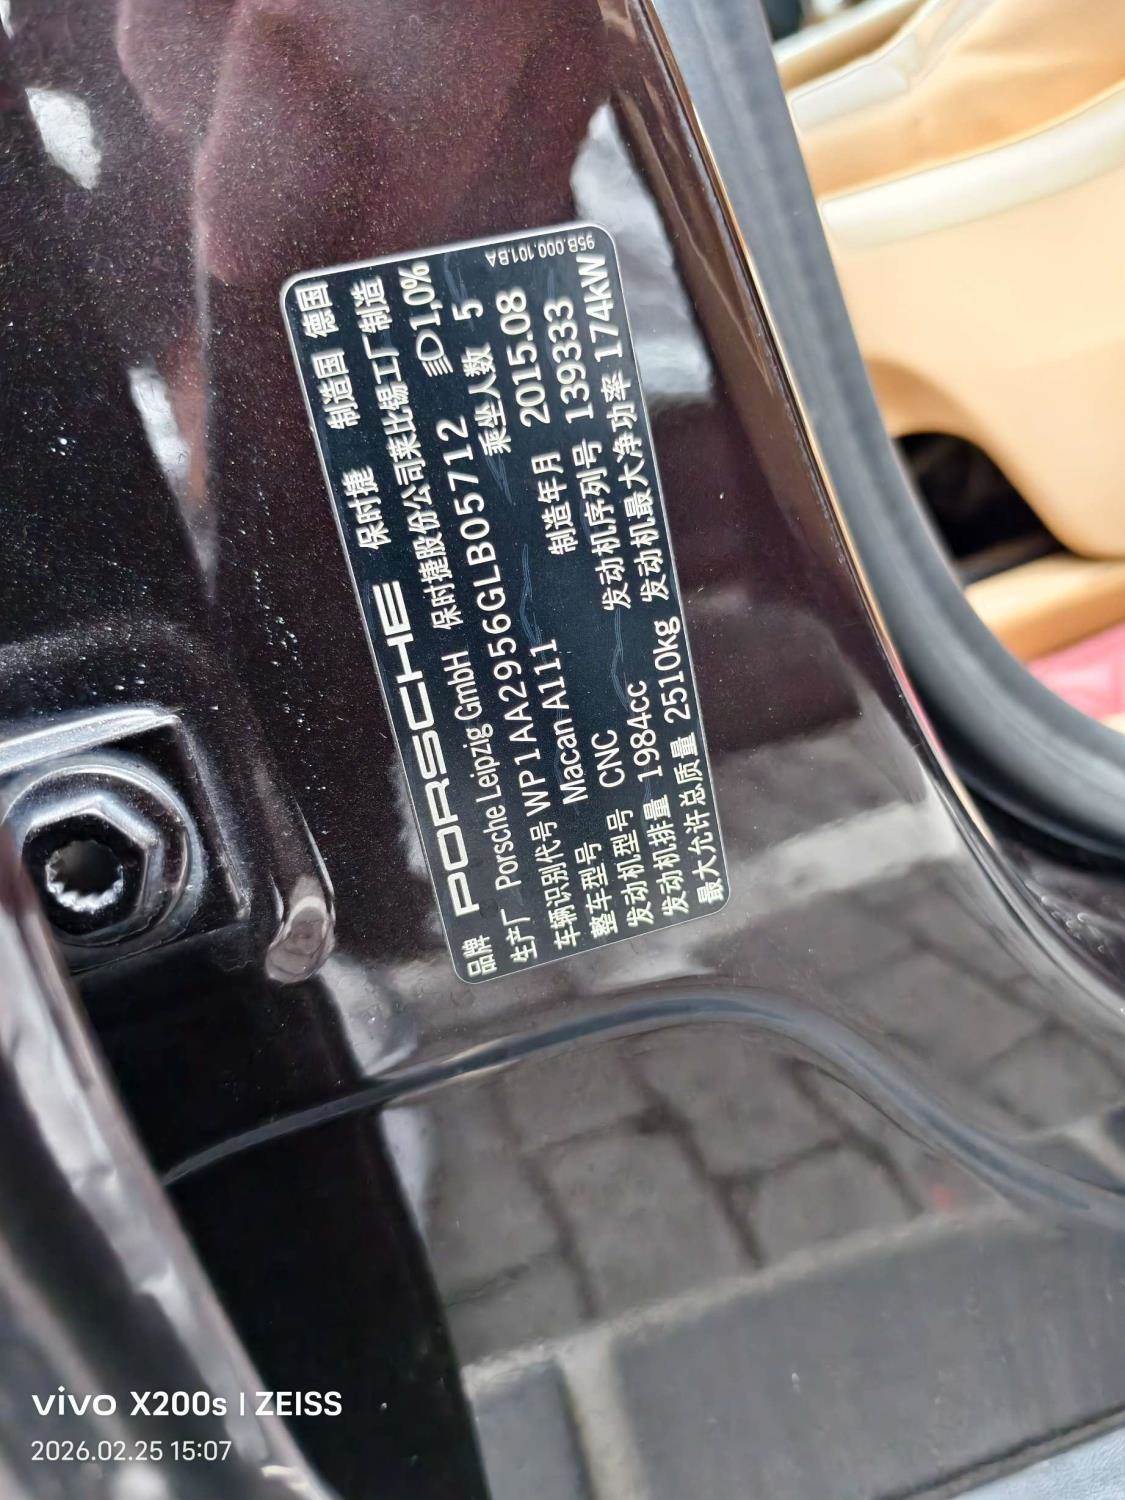 品牌 PORSCHE 保时捷 制造国 德国
生产厂 Porsche Leipzig GmbH 保时捷股份公司莱比锡工厂制造
车辆识别代号 WP1AA2956GLB05712 1,0%
整车型号 Macan A111 乘坐人数 5
发动机型号 CNC 制造年月 2015.08
发动机排量 1984cc 发动机序列号 139333
最大允许总质量 2510kg 发动机最大净功率 174kW
95B.000.101.BA
vivo X200s | ZEISS
2026.02.25 15:07